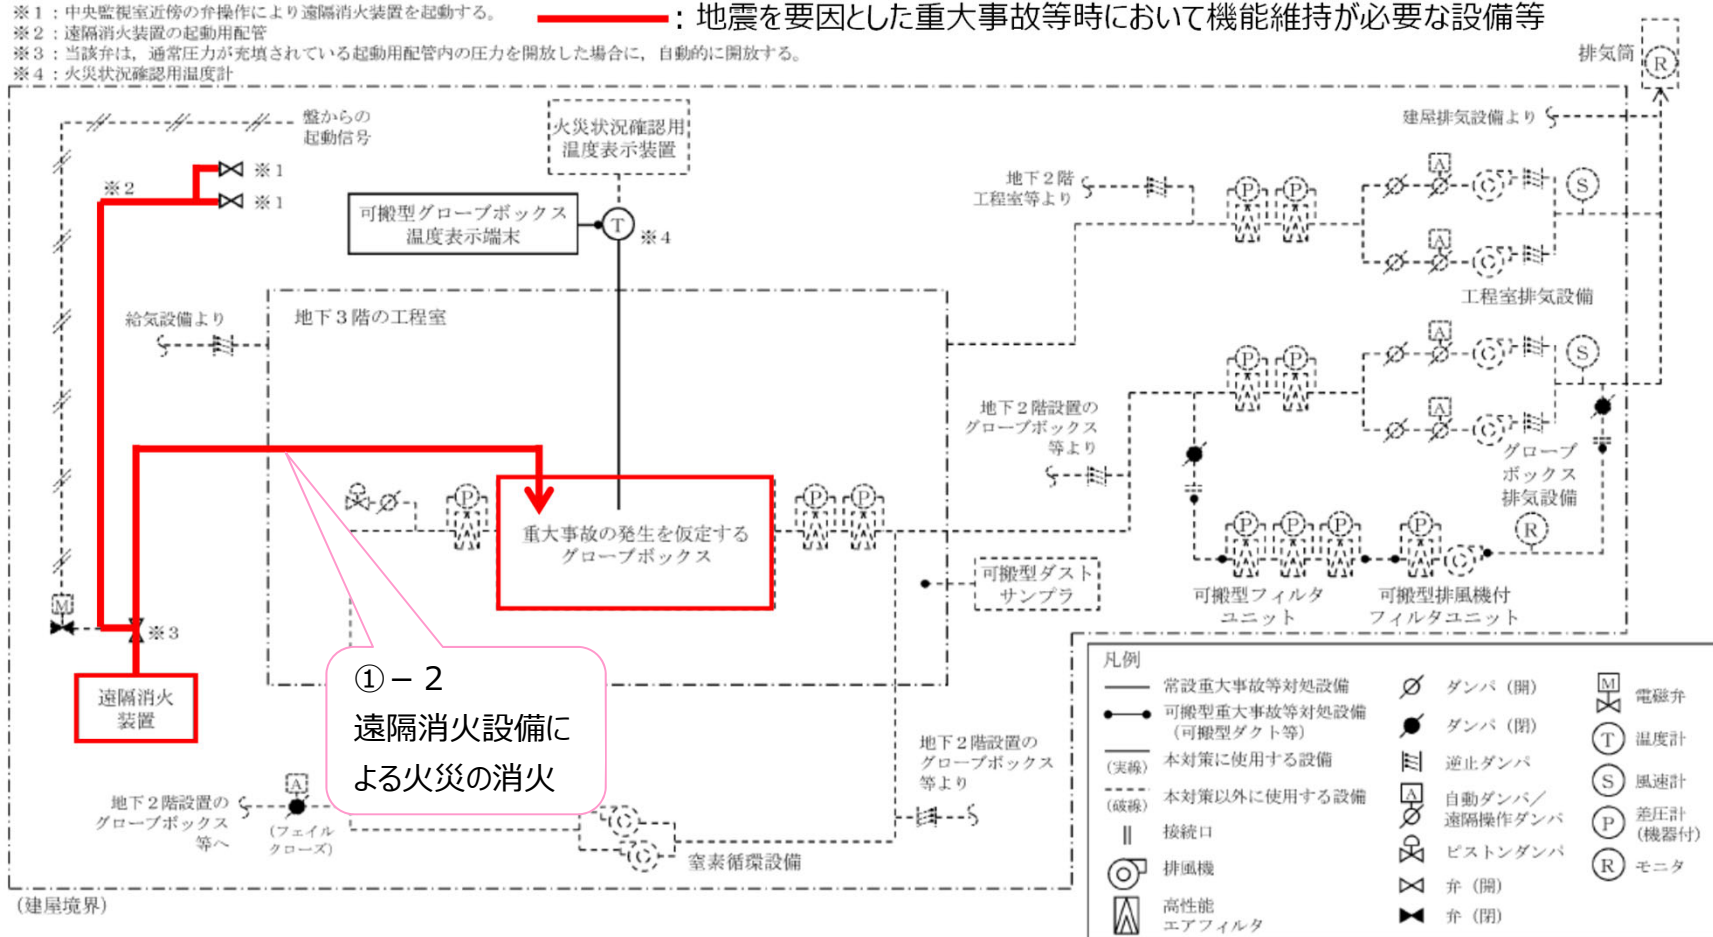 ※1：中央監視室近傍の弁操作により遠隔消火装置を起動する。
※2：遠隔消火装置の起動用配管
※3：当該弁は，通常圧力が充填されている起動用配管内の圧力を開放した場合に，自動的に開放する。
※4：火災状況確認用温度計
：地震を要因とした重大事故等時において機能維持が必要な設備等
排気筒
R
盤からの
起動信号
火災状況確認用
温度表示装置
建屋排気設備より
※1
※2
※1
可搬型グローブボックス
温度表示端末
T
※4
地下2階
工程室等より
P
P
A
C
S
A
C
工程室排気設備
給気設備より
地下3階の工程室
P
P
A
C
S
A
C
地下2階設置の
グローブボックス
等より
グローブ
ボックス
排気設備
P
重大事故の発生を仮定する
グローブボックス
P
P
R
P
P
P
P
C
可搬型ダスト
サンプラ
可搬型フィルタ
ユニット
可搬型排風機付
フィルタユニット
M
※3
遠隔消火
装置
①－2
遠隔消火設備に
よる火災の消火
地下2階設置の
グローブボックス
等より
A
地下2階設置の
グローブボックス
等へ
(フェイル
クローズ)
C
C
窒素循環設備
(建屋境界)
凡例
常設重大事故等対処設備
可搬型重大事故等対処設備
(可搬型ダクト等)
(実線) 本対策に使用する設備
(破線) 本対策以外に使用する設備
接続口
排風機
高性能
エアフィルタ
ダンパ（開）
ダンパ（閉）
逆止ダンパ
A 自動ダンパ／
遠隔操作ダンパ
ピストンダンパ
弁（開）
弁（閉）
M 電磁弁
T 温度計
S 風速計
P 差圧計
(機器付)
R モニタ